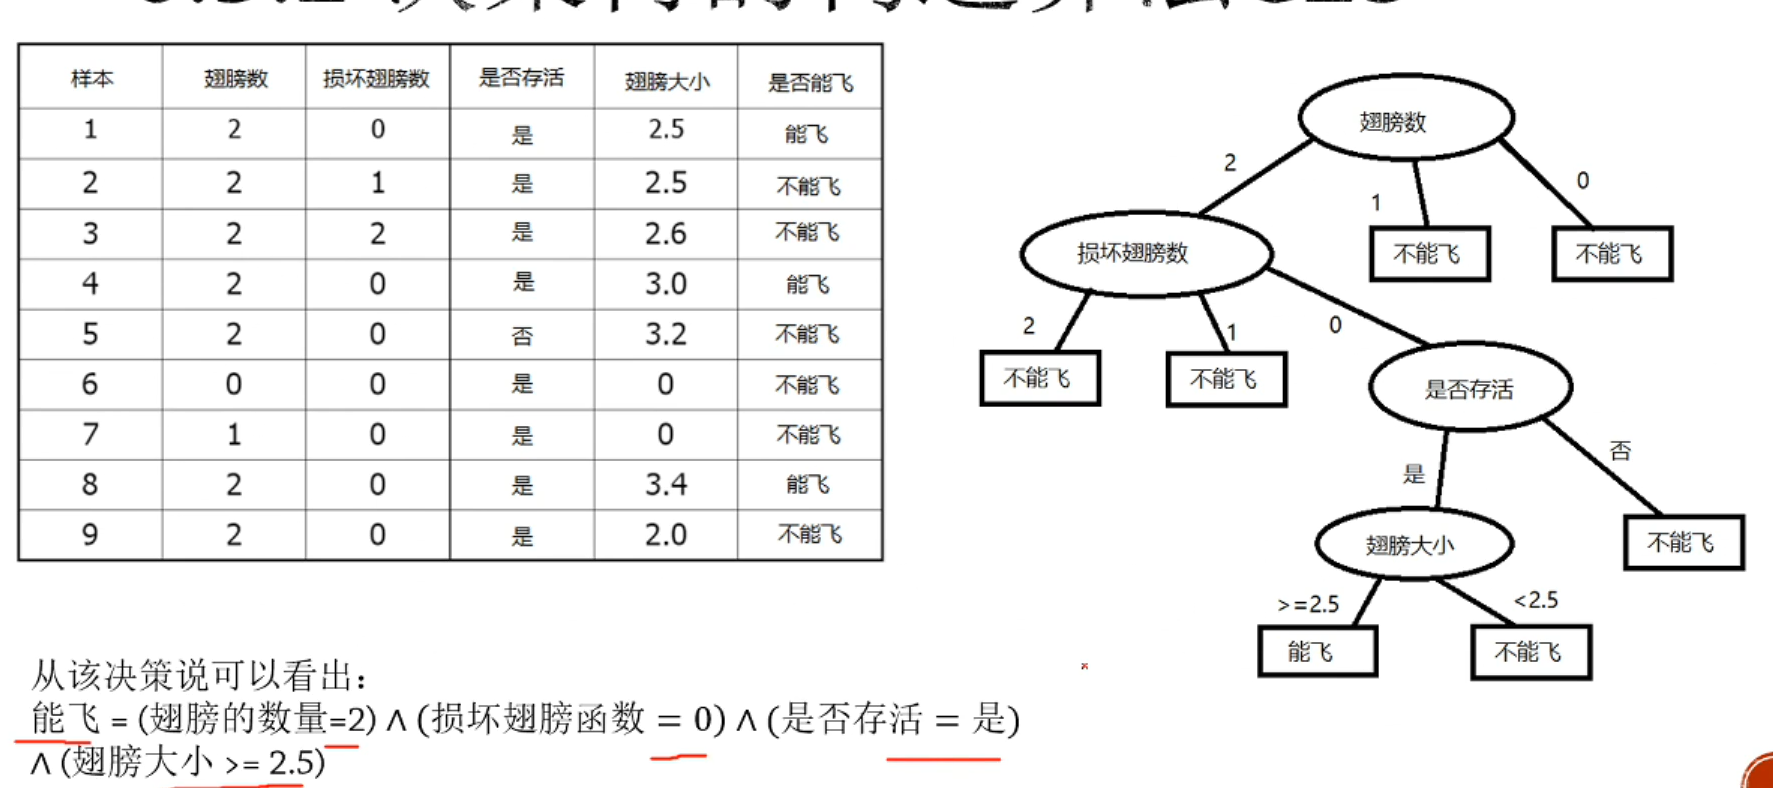 样本 翅膀数 损坏翅膀数 是否存活 翅膀大小 是否能飞
1 2 0 是 2.5 能飞
2 2 1 是 2.5 不能飞
3 2 2 是 2.6 不能飞
4 2 0 是 3.0 能飞
5 2 0 否 3.2 不能飞
6 0 0 是 0 不能飞
7 1 0 是 0 不能飞
8 2 0 是 3.4 能飞
9 2 0 是 2.0 不能飞
翅膀数
2 1 0
损坏翅膀数 不能飞 不能飞
2 1 0
不能飞 不能飞 是否存活
是 否
翅膀大小 不能飞
>=2.5 <2.5
能飞 不能飞
从该决策说可以看出：
能飞 = (翅膀的数量=2) ∧ (损坏翅膀函数 = 0) ∧ (是否存活 = 是)
∧ (翅膀大小 >= 2.5)